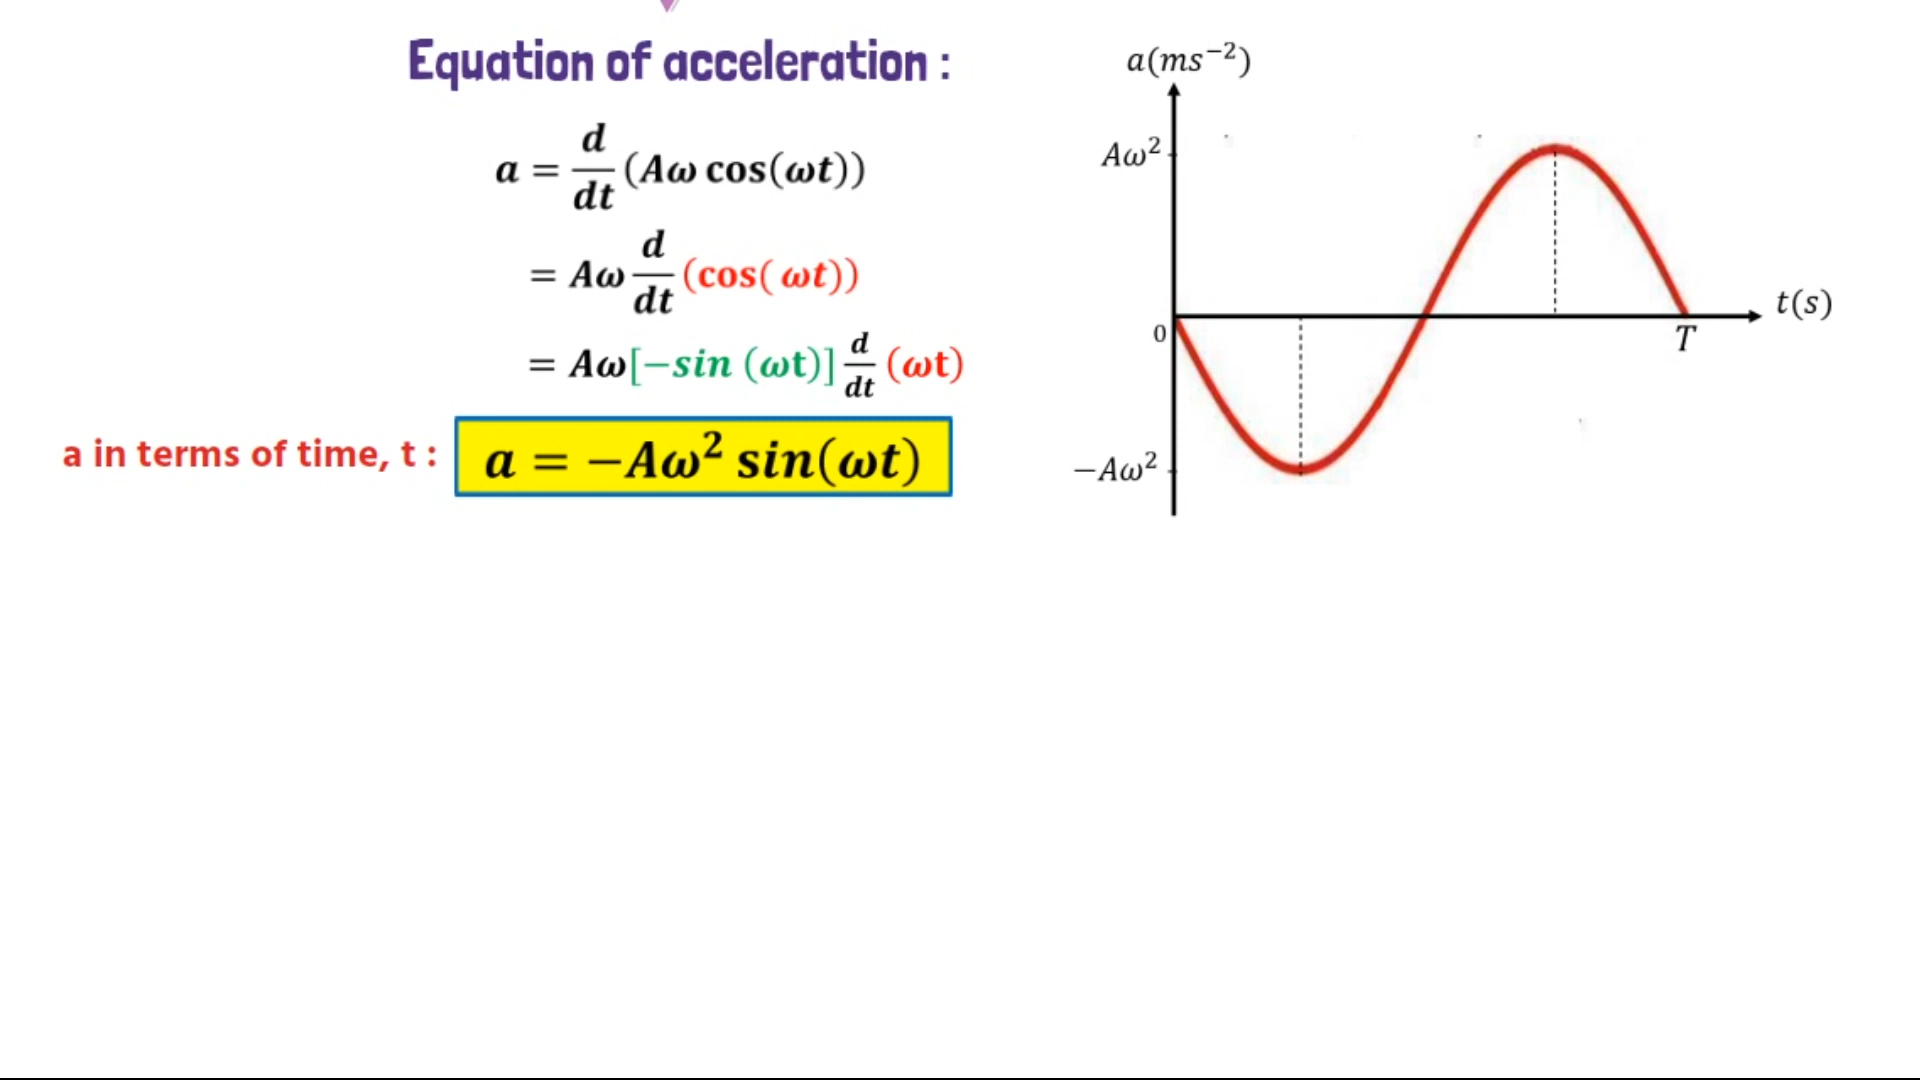 Equation of acceleration :
a = d/dt (Aω cos(ωt))
= Aω d/dt (cos( ωt))
= Aω[−sin (ωt)] d/dt (ωt)
a in terms of time, t : a = −Aω² sin(ωt)
a(ms⁻²)
Aω²
t(s)
0
T
−Aω²